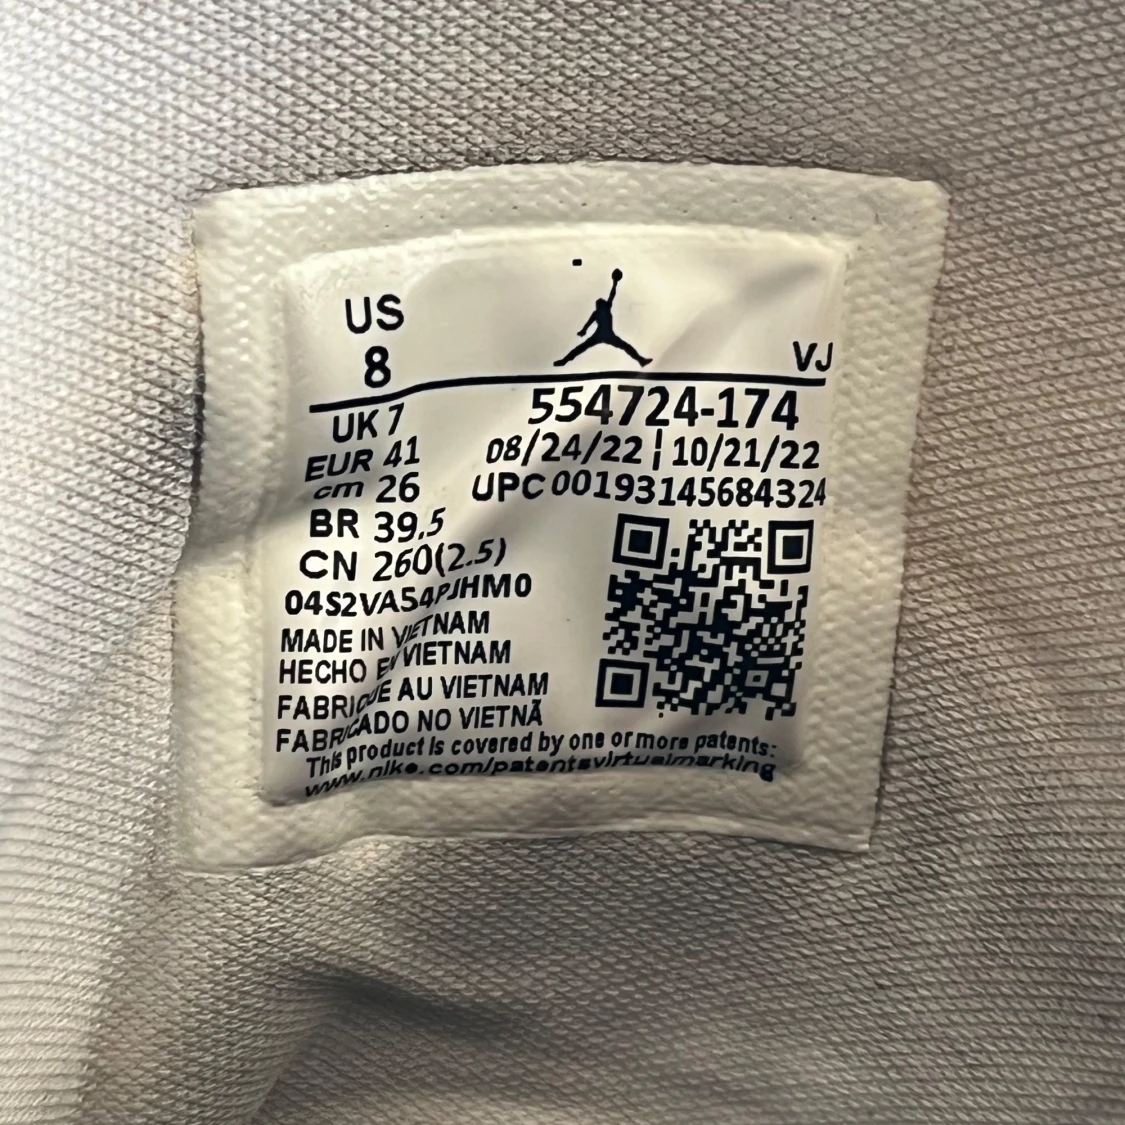 US
8
VJ
UK 7
554724-174
EUR 41
08/24/22 | 10/21/22
cm 26
UPC 00193145684324
BR 39.5
CN 260(2.5)
04S2VA54PJHM0
MADE IN VIETNAM
HECHO EN VIETNAM
FABRIQUÉ AU VIETNAM
FABRICADO NO VIETNÃ
This product is covered by one or more patents:
www.nike.com/patentsvirtualmarking